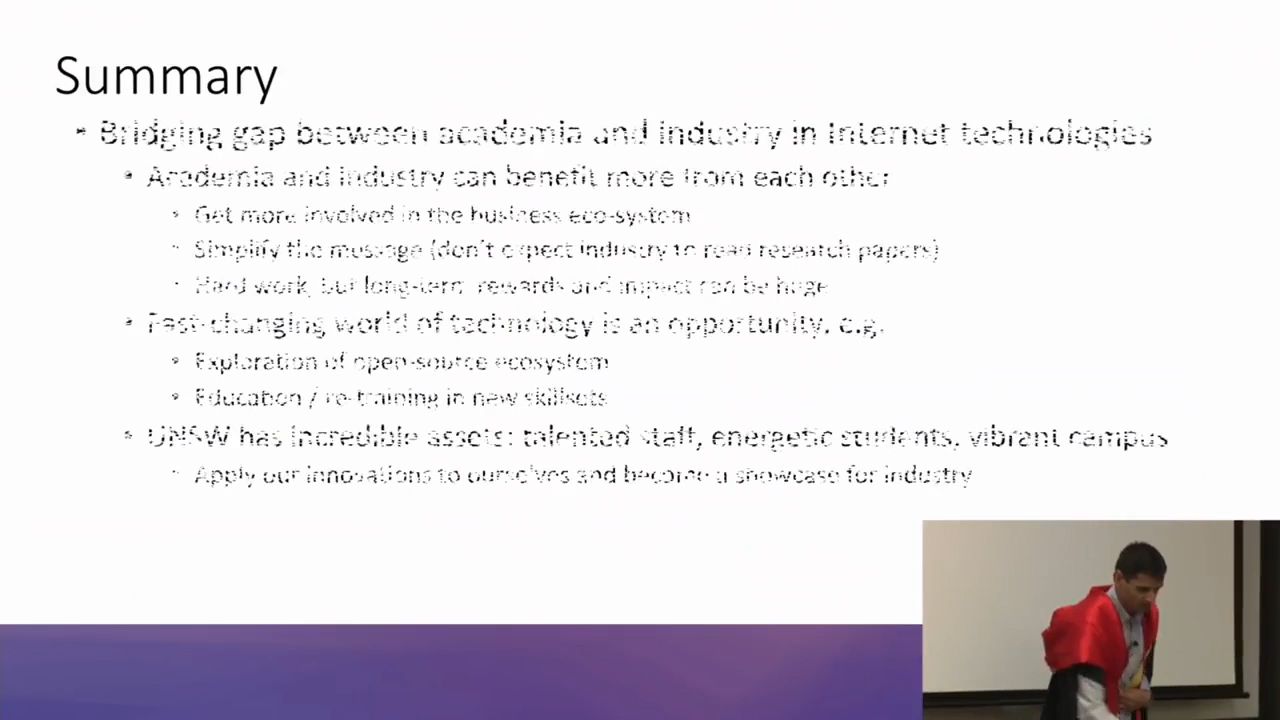 Summary
Bridging gap between academia and industry in Internet technologies
Academia and industry can benefit more from each other
Get more involved in the business eco-system
Simplify the message (don't expect industry to read research papers)
Hard work, but long-term rewards and impact can be huge
Fast-changing world of technology is an opportunity, e.g.
Exploration of open-source ecosystem
Education / re-training in new skillsets
UNSW has incredible assets: talented staff, energetic students, vibrant campus
Apply our innovations to ourselves and become a showcase for industry